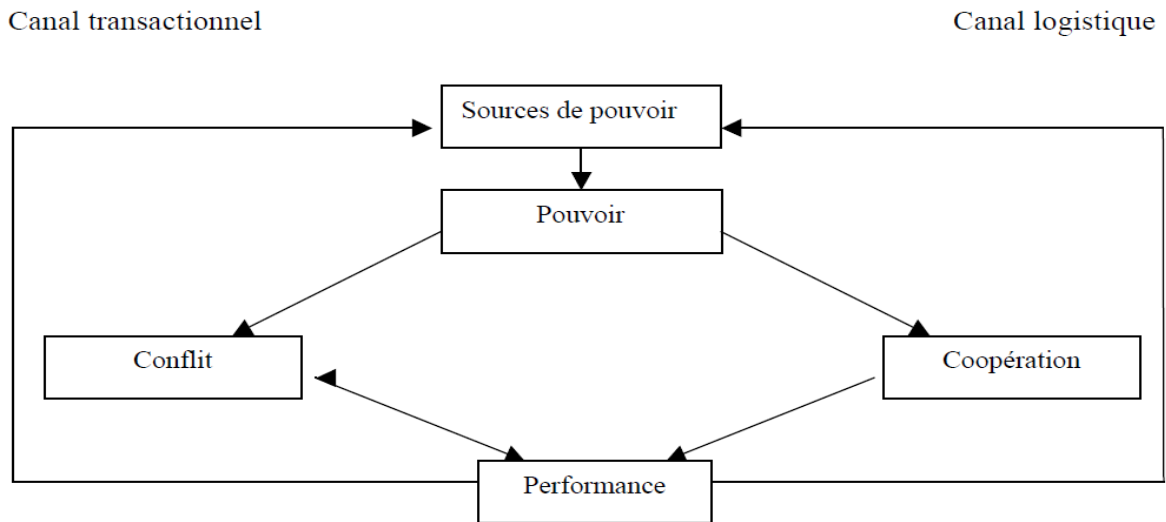 Canal transactionnel
Canal logistique
Sources de pouvoir
Pouvoir
Conflit
Coopération
Performance